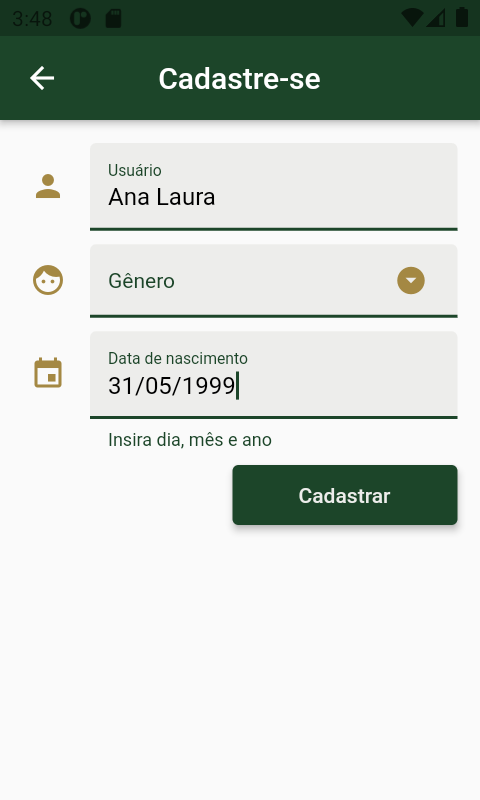 3:48
Cadastre-se
Usuário
Ana Laura
Gênero
Data de nascimento
31/05/1999
Insira dia, mês e ano
Cadastrar